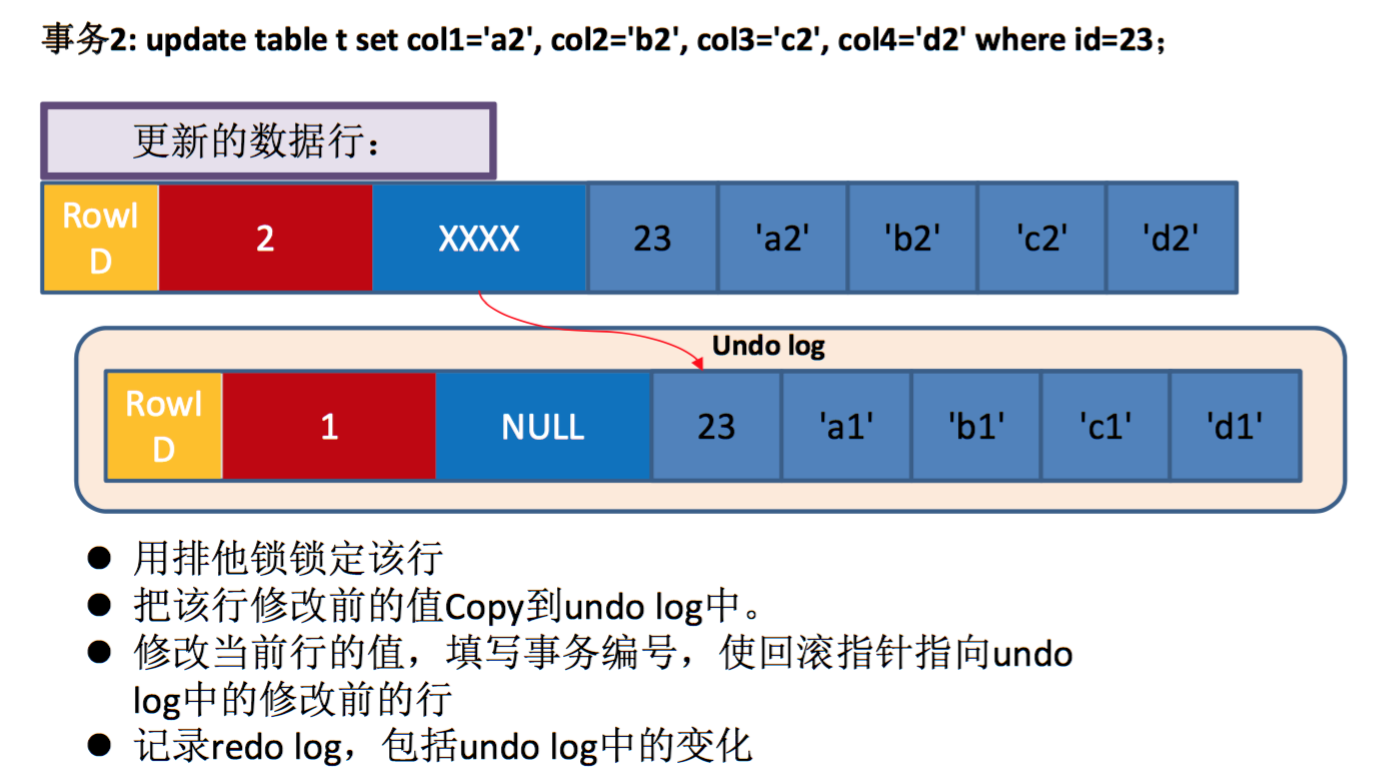 事务2: update table t set col1='a2', col2='b2', col3='c2', col4='d2' where id=23；
更新的数据行：
RowI
D
2
XXXX
23
'a2'
'b2'
'c2'
'd2'
Undo log
RowI
D
1
NULL
23
'a1'
'b1'
'c1'
'd1'
● 用排他锁锁定该行
● 把该行修改前的值Copy到undo log中。
● 修改当前行的值，填写事务编号，使回滚指针指向undo
log中的修改前的行
● 记录redo log，包括undo log中的变化